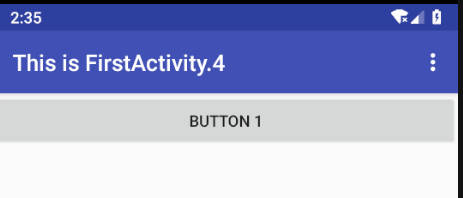 2:35
This is FirstActivity.4
BUTTON 1